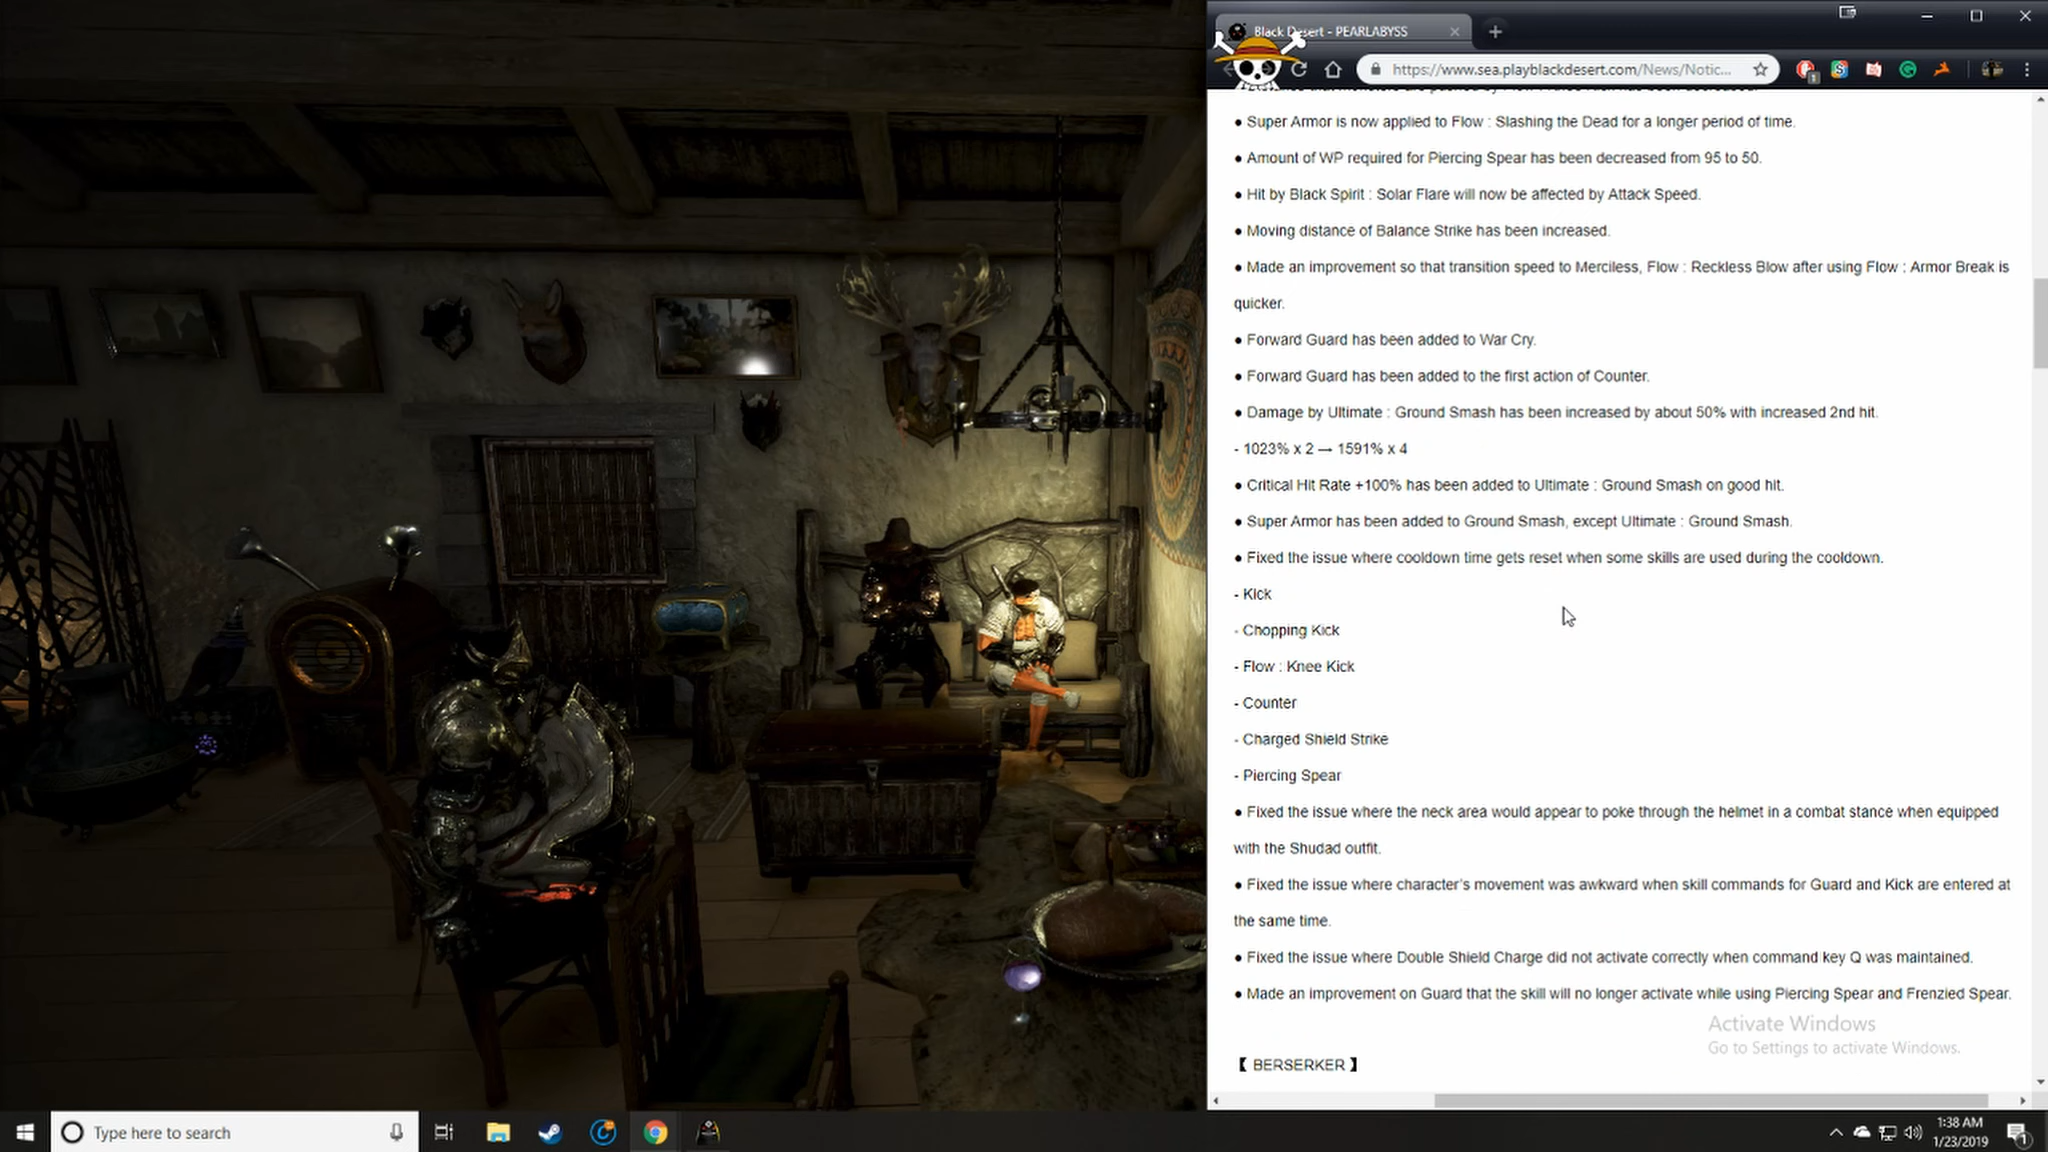 Black Desert - PEARLABYSS
https://www.sea.playblackdesert.com/News/Notic...
● Super Armor is now applied to Flow : Slashing the Dead for a longer period of time.
● Amount of WP required for Piercing Spear has been decreased from 95 to 50.
● Hit by Black Spirit : Solar Flare will now be affected by Attack Speed.
● Moving distance of Balance Strike has been increased.
● Made an improvement so that transition speed to Merciless, Flow : Reckless Blow after using Flow : Armor Break is
quicker.
● Forward Guard has been added to War Cry.
● Forward Guard has been added to the first action of Counter.
● Damage by Ultimate : Ground Smash has been increased by about 50% with increased 2nd hit.
- 1023% x 2 → 1591% x 4
● Critical Hit Rate +100% has been added to Ultimate : Ground Smash on good hit.
● Super Armor has been added to Ground Smash, except Ultimate : Ground Smash.
● Fixed the issue where cooldown time gets reset when some skills are used during the cooldown.
- Kick
- Chopping Kick
- Flow : Knee Kick
- Counter
- Charged Shield Strike
- Piercing Spear
● Fixed the issue where the neck area would appear to poke through the helmet in a combat stance when equipped
with the Shudad outfit.
● Fixed the issue where character's movement was awkward when skill commands for Guard and Kick are entered at
the same time.
● Fixed the issue where Double Shield Charge did not activate correctly when command key Q was maintained.
● Made an improvement on Guard that the skill will no longer activate while using Piercing Spear and Frenzied Spear.
Activate Windows
Go to Settings to activate Windows.
【 BERSERKER 】
Type here to search
1:38 AM
1/23/2019